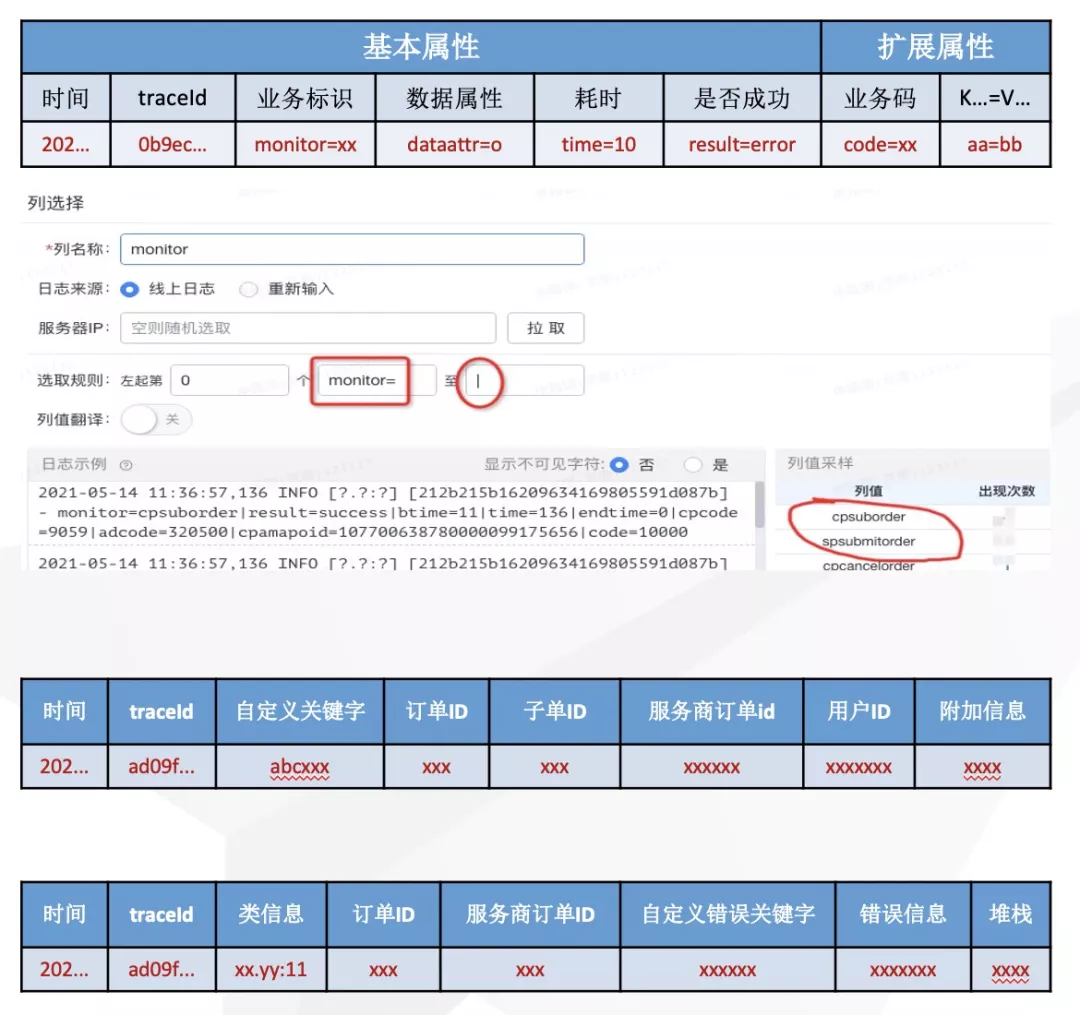 基本属性 扩展属性
时间 traceId 业务标识 数据属性 耗时 是否成功 业务码 K...=V...
202... 0b9ec... monitor=xx dataattr=o time=10 result=error code=xx aa=bb
列选择
*列名称: monitor
日志来源: 线上日志 重新输入
服务器IP: 空则随机选取 拉 取
选取规则: 左起第 0 个 monitor= 至 |
列值翻译: 关
日志示例 ? 显示不可见字符: 否 是 列值采样
列值 出现次数
2021-05-14 11:36:57,136 INFO [?.?:?] [212b215b16209634169805591d087b]
- monitor=cpsuborder|result=success|btime=11|time=136|endtime=0|cpcode
=9059|adcode=320500|cpamapoid=107700638780000099175656|code=10000
cpsuborder
spsubmitorder
cpcancelorder
2021-05-14 11:36:57,136 INFO [?.?:?] [212b215b16209634169805591d087b]
时间 traceId 自定义关键字 订单ID 子单ID 服务商订单id 用户ID 附加信息
202... ad09f... abcxxx xxx xxx xxxxxx xxxxxxx xxxx
时间 traceId 类信息 订单ID 服务商订单ID 自定义错误关键字 错误信息 堆栈
202... ad09f... xx.yy:11 xxx xxx xxxxxx xxxxxxx xxxx